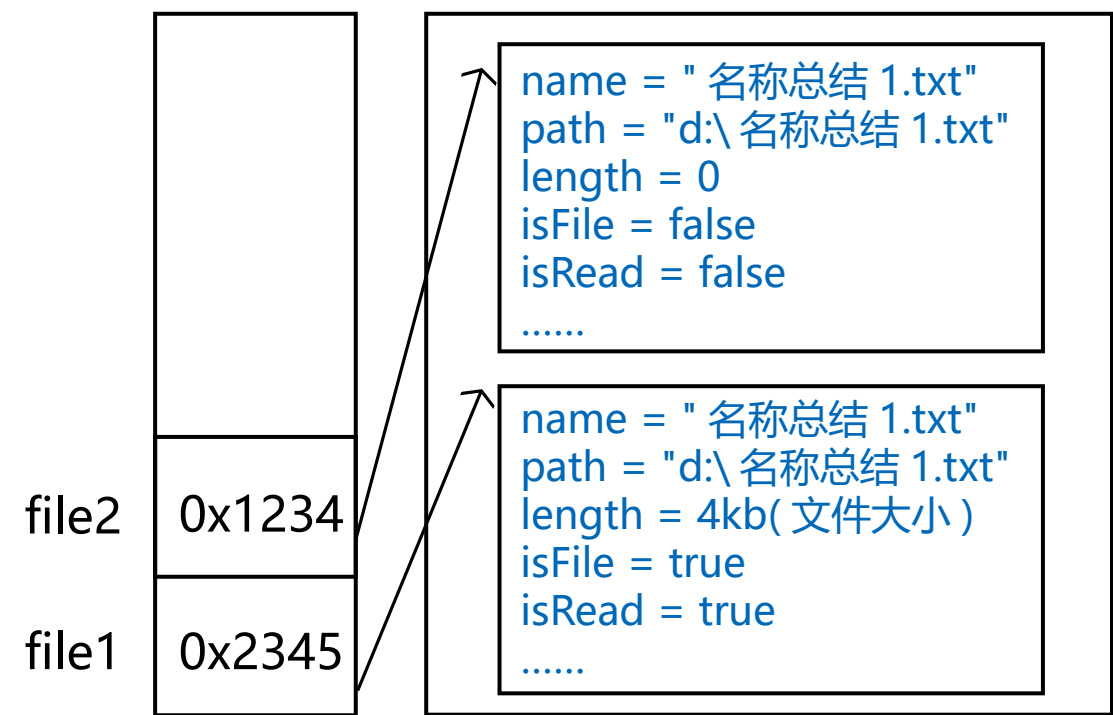 name = " 名称总结 1.txt"
path = "d:\ 名称总结 1.txt"
length = 0
isFile = false
isRead = false
......
file2 0x1234
name = " 名称总结 1.txt"
path = "d:\ 名称总结 1.txt"
length = 4kb( 文件大小 )
isFile = true
isRead = true
......
file1 0x2345